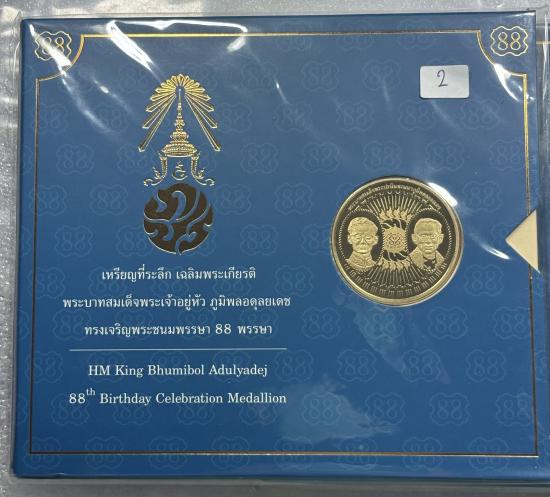 88
88
2
เหรียญที่ระลึก เฉลิมพระเกียรติ
พระบาทสมเด็จพระเจ้าอยู่หัว ภูมิพลอดุลยเดช
ทรงเจริญพระชนมพรรษา 88 พรรษา
HM King Bhumibol Adulyadej
88th Birthday Celebration Medallion